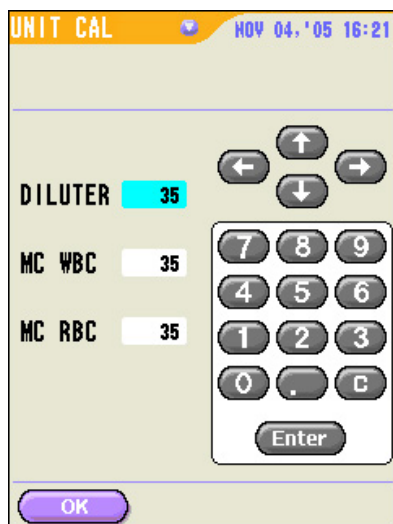 UNIT CAL NOV 04,'05 16:21
DILUTER 35
MC WBC 35
MC RBC 35
7 8 9
4 5 6
1 2 3
0 . C
Enter
OK